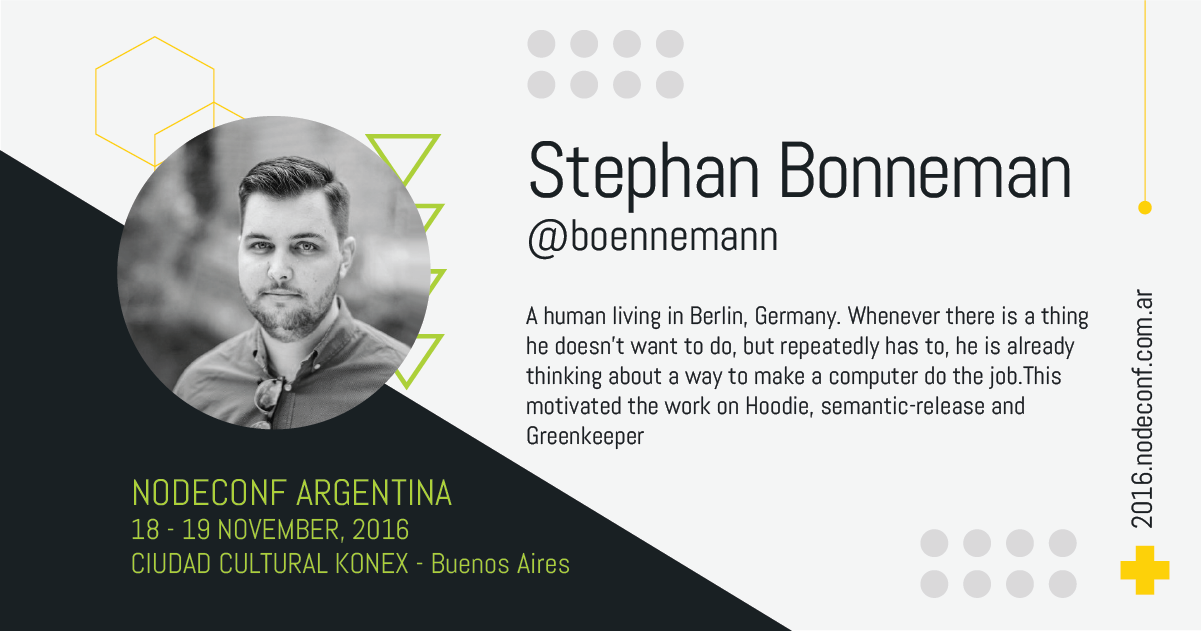 Stephan Bonneman
@boennemann
A human living in Berlin, Germany. Whenever there is a thing
he doesn't want to do, but repeatedly has to, he is already
thinking about a way to make a computer do the job.This
motivated the work on Hoodie, semantic-release and
Greenkeeper
NODECONF ARGENTINA
18 - 19 NOVEMBER, 2016
CIUDAD CULTURAL KONEX - Buenos Aires
2016.nodeconf.com.ar